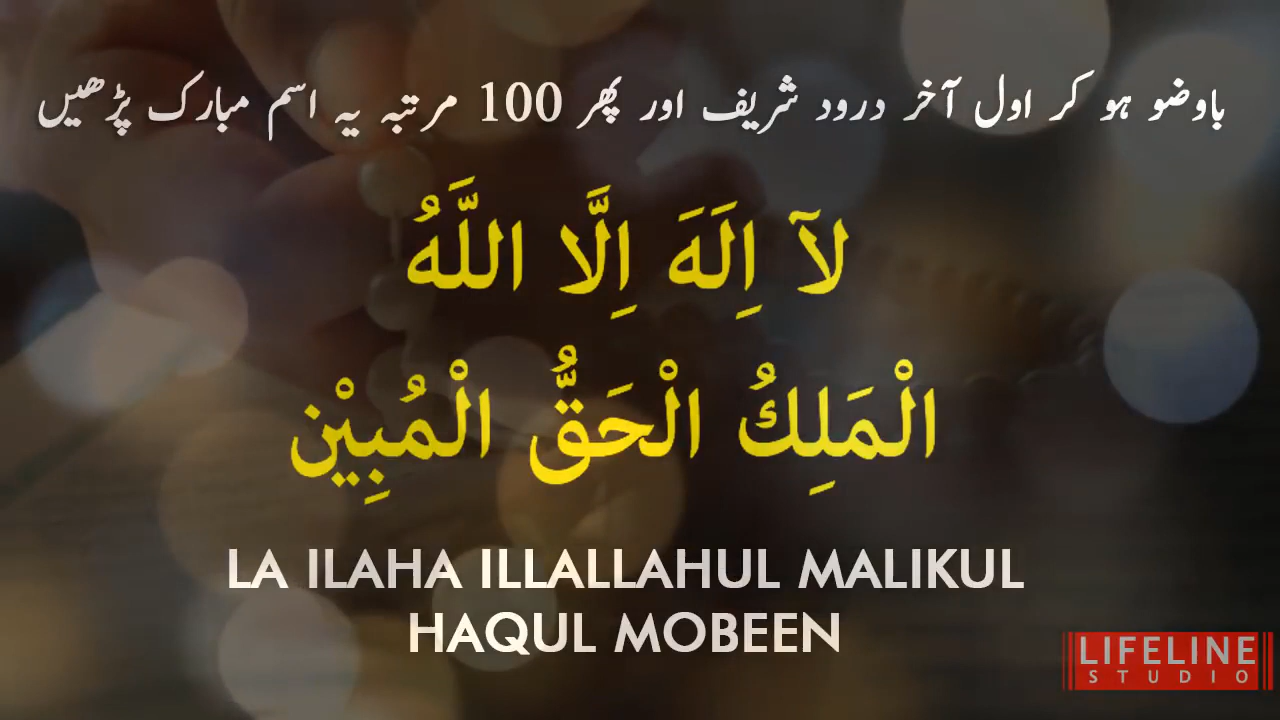 باوضو ہو کر اول آخر درود شریف اور پھر 100 مرتبہ یہ اسم مبارک پڑھیں
لَآ اِلَهَ اِلَّا اللَّهُ
الْمَلِكُ الْحَقُّ الْمُبِيْن
LA ILAHA ILLALLAHUL MALIKUL
HAQUL MOBEEN
LIFELINE
STUDIO